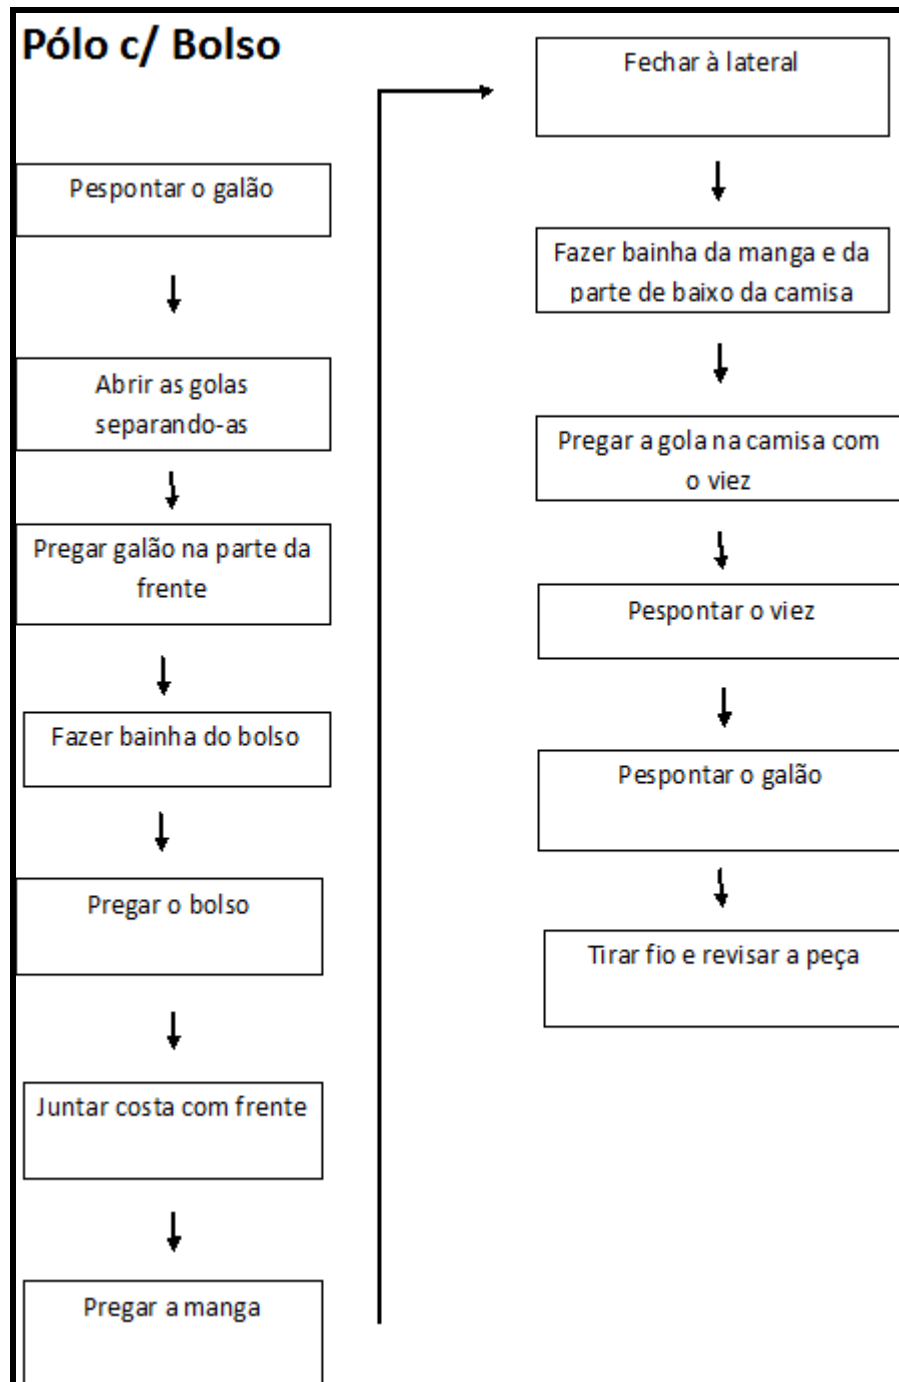 Pólo c/ Bolso
Pespontar o galão
Abrir as golas
separando-as
Pregar galão na parte da
frente
Fazer bainha do bolso
Pregar o bolso
Juntar costa com frente
Pregar a manga
Fechar à lateral
Fazer bainha da manga e da
parte de baixo da camisa
Pregar a gola na camisa com
o viez
Pespontar o viez
Pespontar o galão
Tirar fio e revisar a peça